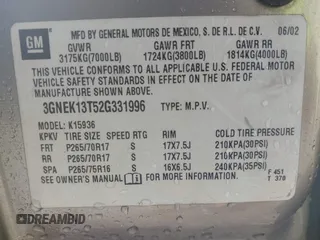 GM
MFD BY GENERAL MOTORS DE MEXICO, S. DE R.L. DE C.V. 06/02
GVWR GAWR FRT GAWR RR
3175KG(7000LB) 1724KG(3800LB) 1814KG(4000LB)
THIS VEHICLE CONFORMS TO ALL APPLICABLE U.S. FEDERAL MOTOR
VEHICLE SAFETY STANDARDS IN EFFECT ON THE DATE OF
MANUFACTURE SHOWN ABOVE.
3GNEK13T52G331996 TYPE: M.P.V.
MODEL: K15936
TIRE SIZE SPEED RTG RIM COLD TIRE PRESSURE
FRT P265/70R17 S 17X7.5J 210KPA(30PSI)
RR P265/70R17 S 17X7.5J 210KPA(30PSI)
SPA P265/75R16 S 16X6.5J 240KPA(35PSI)
SEE OWNER'S MANUAL FOR ADDITIONAL INFORMATION.
F 451
T 378
DREAMBID